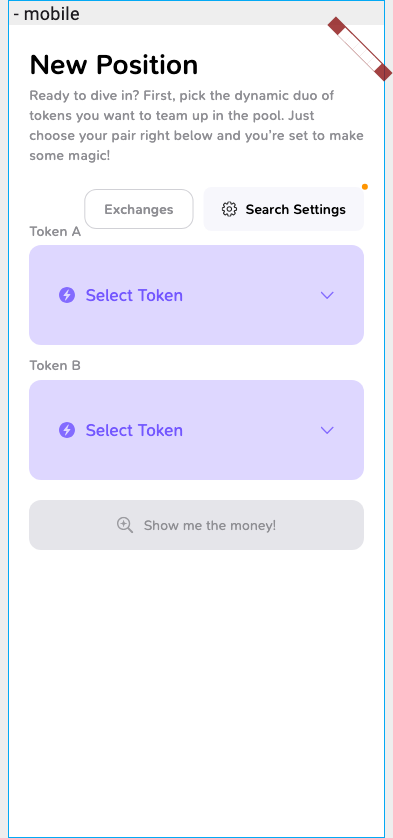 - mobile
New Position
Ready to dive in? First, pick the dynamic duo of
tokens you want to team up in the pool. Just
choose your pair right below and you're set to make
some magic!
Exchanges
Search Settings
Token A
Select Token
Token B
Select Token
Show me the money!